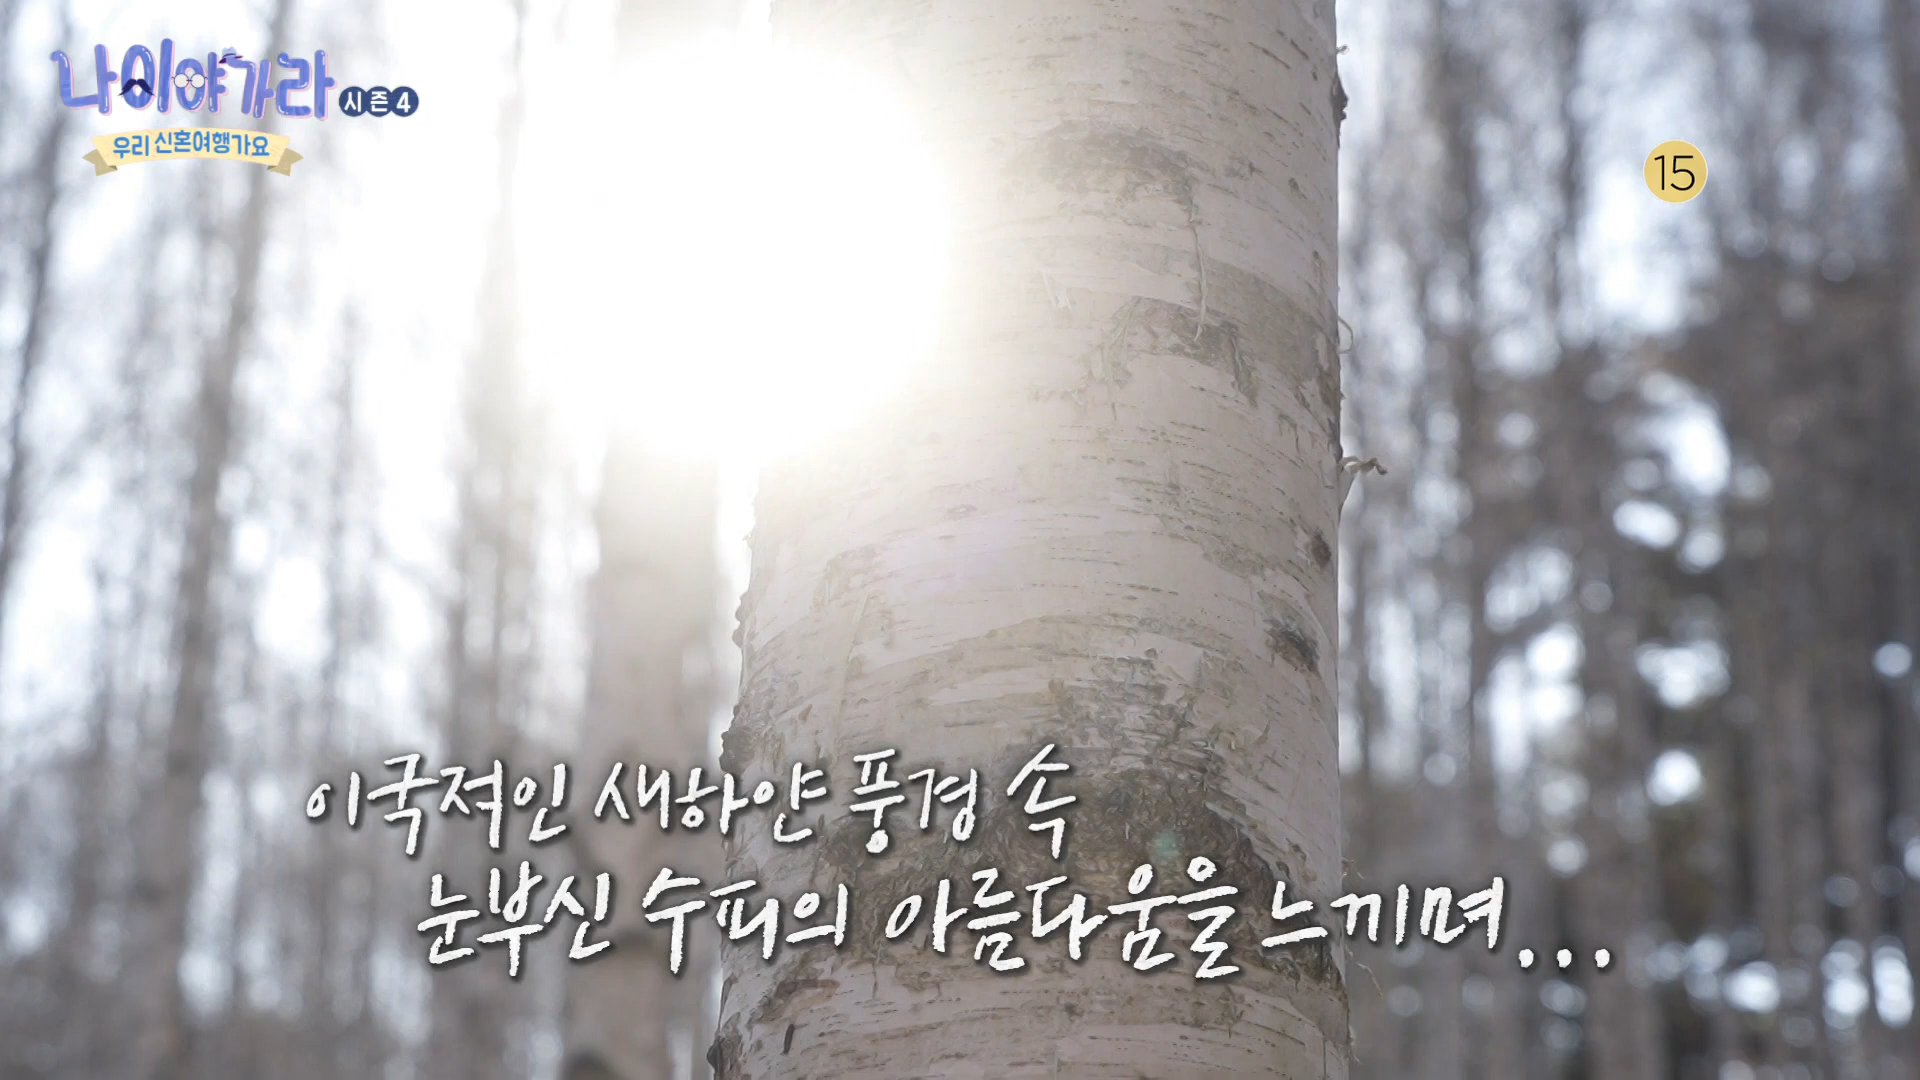 나이야가라 시즌4
우리 신혼여행가요
15
이국적인 새하얀 풍경 속
눈부신 수피의 아름다움을 느끼며...